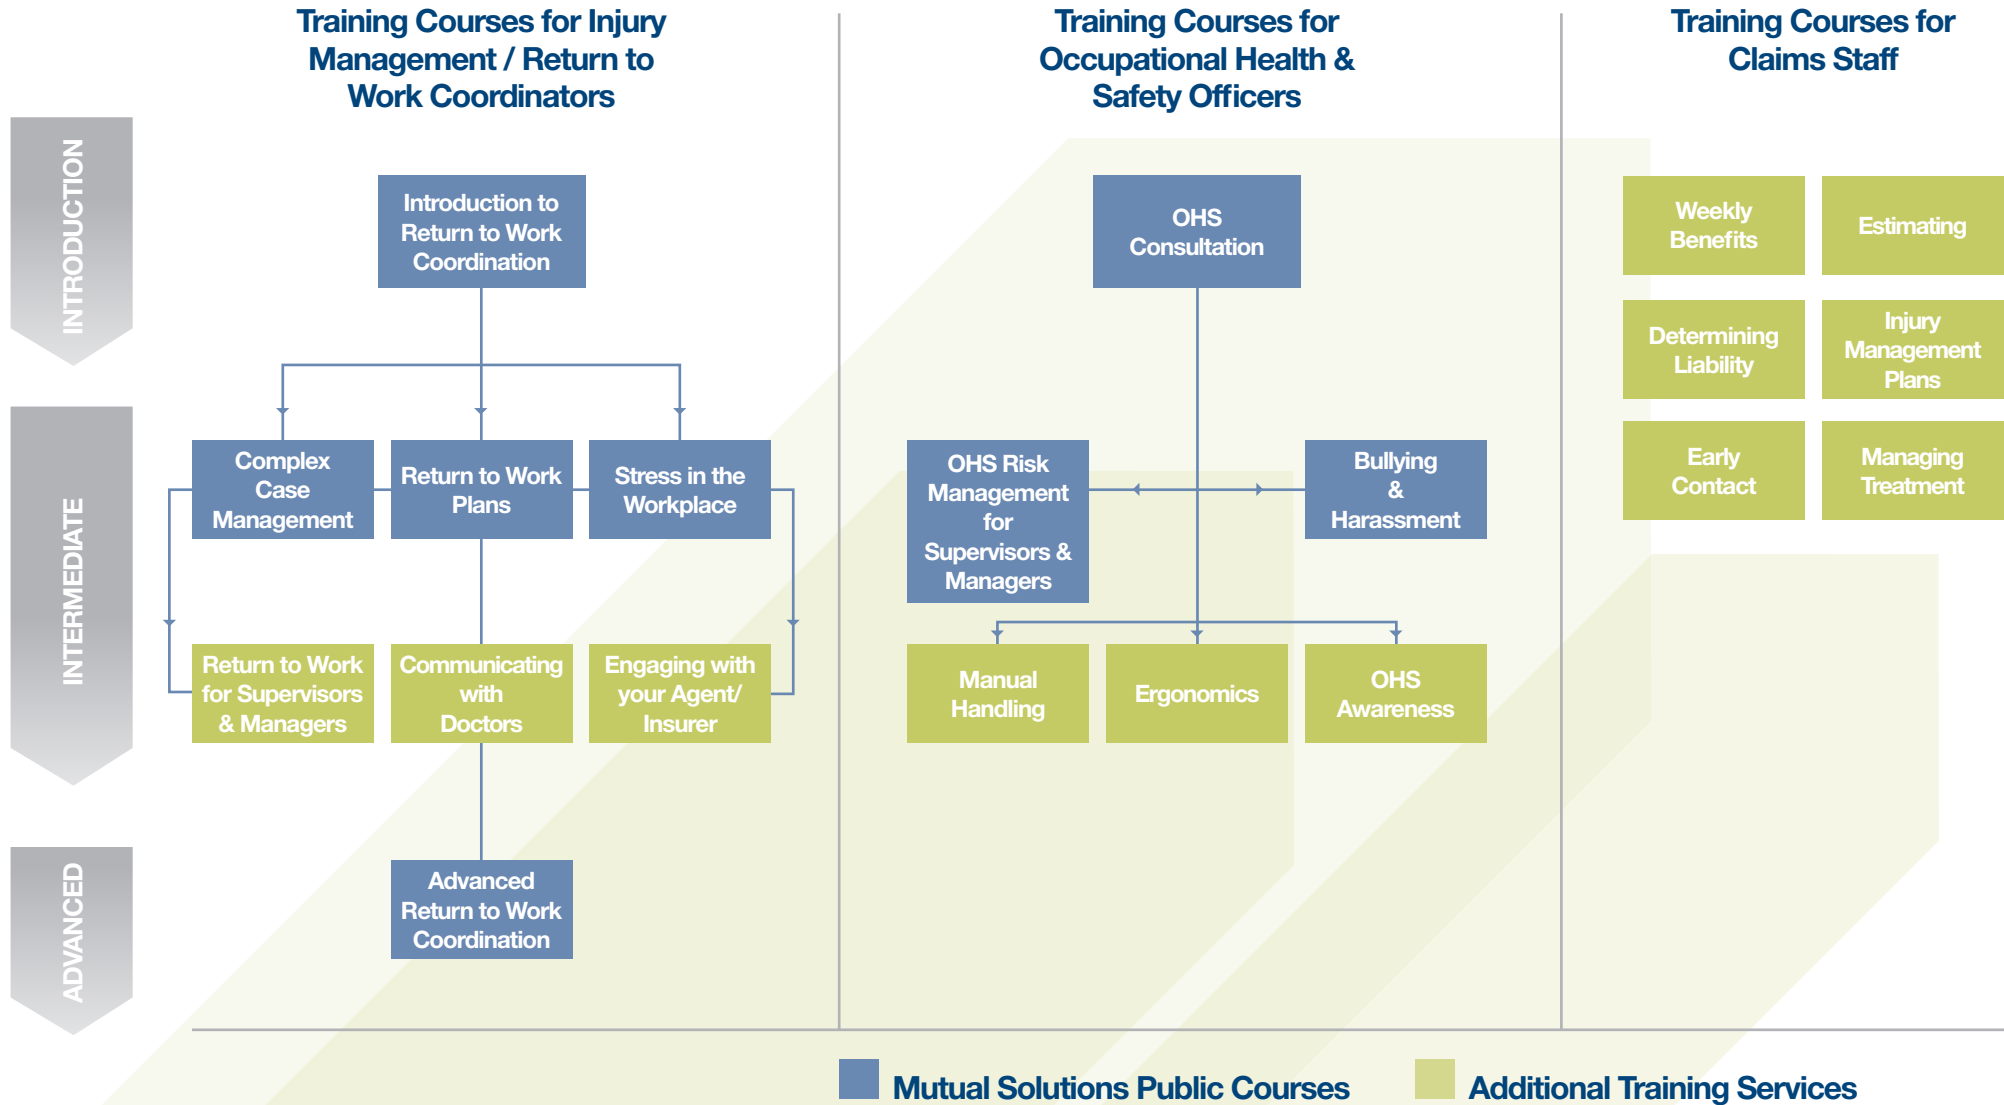 Training Courses for Injury
Management / Return to
Work Coordinators
Training Courses for
Occupational Health &
Safety Officers
Training Courses for
Claims Staff
INTRODUCTION
Introduction to
Return to Work
Coordination
OHS
Consultation
Weekly
Benefits
Estimating
Determining
Liability
Injury
Management
Plans
INTERMEDIATE
Complex
Case
Management
Return to Work
Plans
Stress in the
Workplace
OHS Risk
Management
for
Supervisors &
Managers
Bullying
&
Harassment
Early
Contact
Managing
Treatment
Return to Work
for Supervisors
& Managers
Communicating
with
Doctors
Engaging with
your Agent/
Insurer
Manual
Handling
Ergonomics
OHS
Awareness
ADVANCED
Advanced
Return to Work
Coordination
Mutual Solutions Public Courses
Additional Training Services